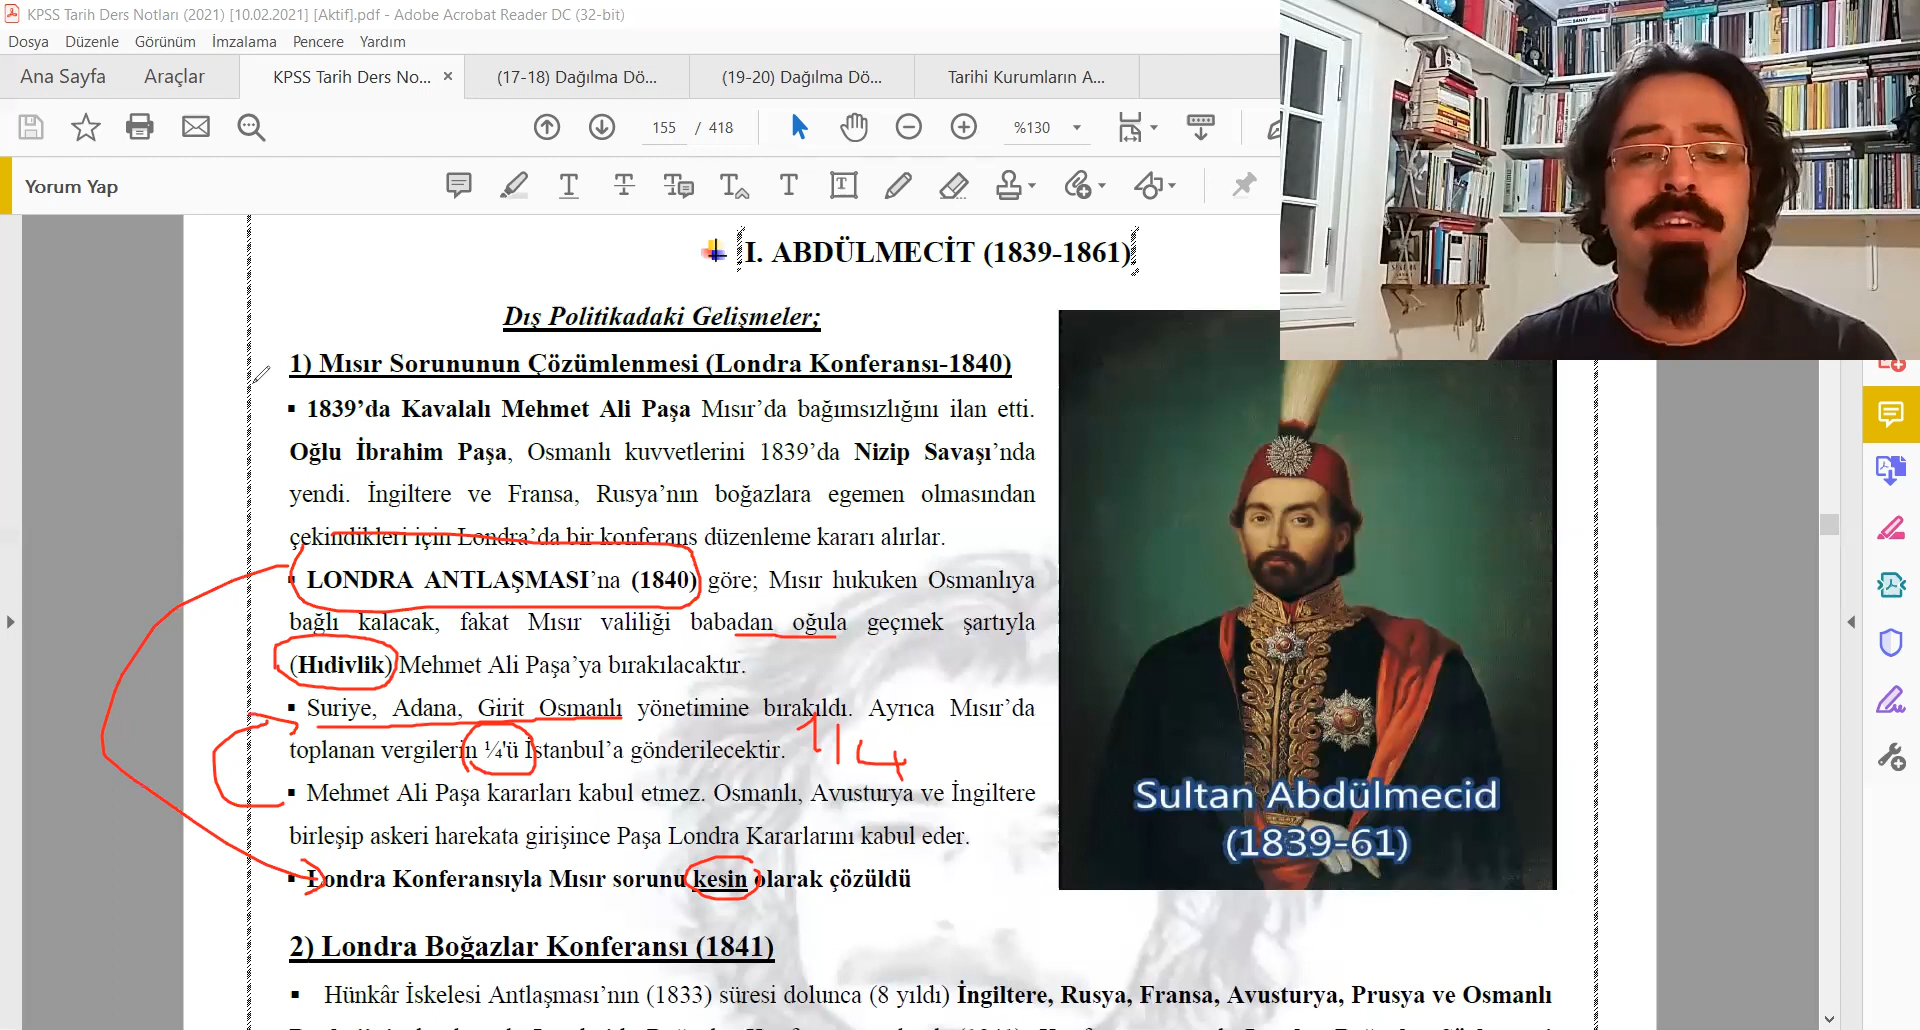 KPSS Tarih Ders Notları (2021) [10.02.2021] [Aktif].pdf - Adobe Acrobat Reader DC (32-bit)
Dosya Düzenle Görünüm İmzalama Pencere Yardım
Ana Sayfa Araçlar KPSS Tarih Ders No... × (17-18) Dağılma Dö... (19-20) Dağılma Dö... Tarihi Kurumların A...
155 / 418 %130
Yorum Yap
I. ABDÜLMECİT (1839-1861)
Dış Politikadaki Gelişmeler;
1) Mısır Sorununun Çözümlenmesi (Londra Konferansı-1840)
▪ 1839’da Kavalalı Mehmet Ali Paşa Mısır’da bağımsızlığını ilan etti.
Oğlu İbrahim Paşa, Osmanlı kuvvetlerini 1839’da Nizip Savaşı’nda
yendi. İngiltere ve Fransa, Rusya’nın boğazlara egemen olmasından
çekindikleri için Londra’da bir konferans düzenleme kararı alırlar.
▪ LONDRA ANTLAŞMASI’na (1840) göre; Mısır hukuken Osmanlıya
bağlı kalacak, fakat Mısır valiliği babadan oğula geçmek şartıyla
(Hıdivlik) Mehmet Ali Paşa’ya bırakılacaktır.
▪ Suriye, Adana, Girit Osmanlı yönetimine bırakıldı. Ayrıca Mısır’da
toplanan vergilerin ¼'ü İstanbul’a gönderilecektir.
1/4
▪ Mehmet Ali Paşa kararları kabul etmez. Osmanlı, Avusturya ve İngiltere
birleşip askeri harekata girişince Paşa Londra Kararlarını kabul eder.
▪ Londra Konferansıyla Mısır sorunu kesin olarak çözüldü
Sultan Abdülmecid
(1839-61)
2) Londra Boğazlar Konferansı (1841)
▪ Hünkâr İskelesi Antlaşması’nın (1833) süresi dolunca (8 yıldı) İngiltere, Rusya, Fransa, Avusturya, Prusya ve Osmanlı